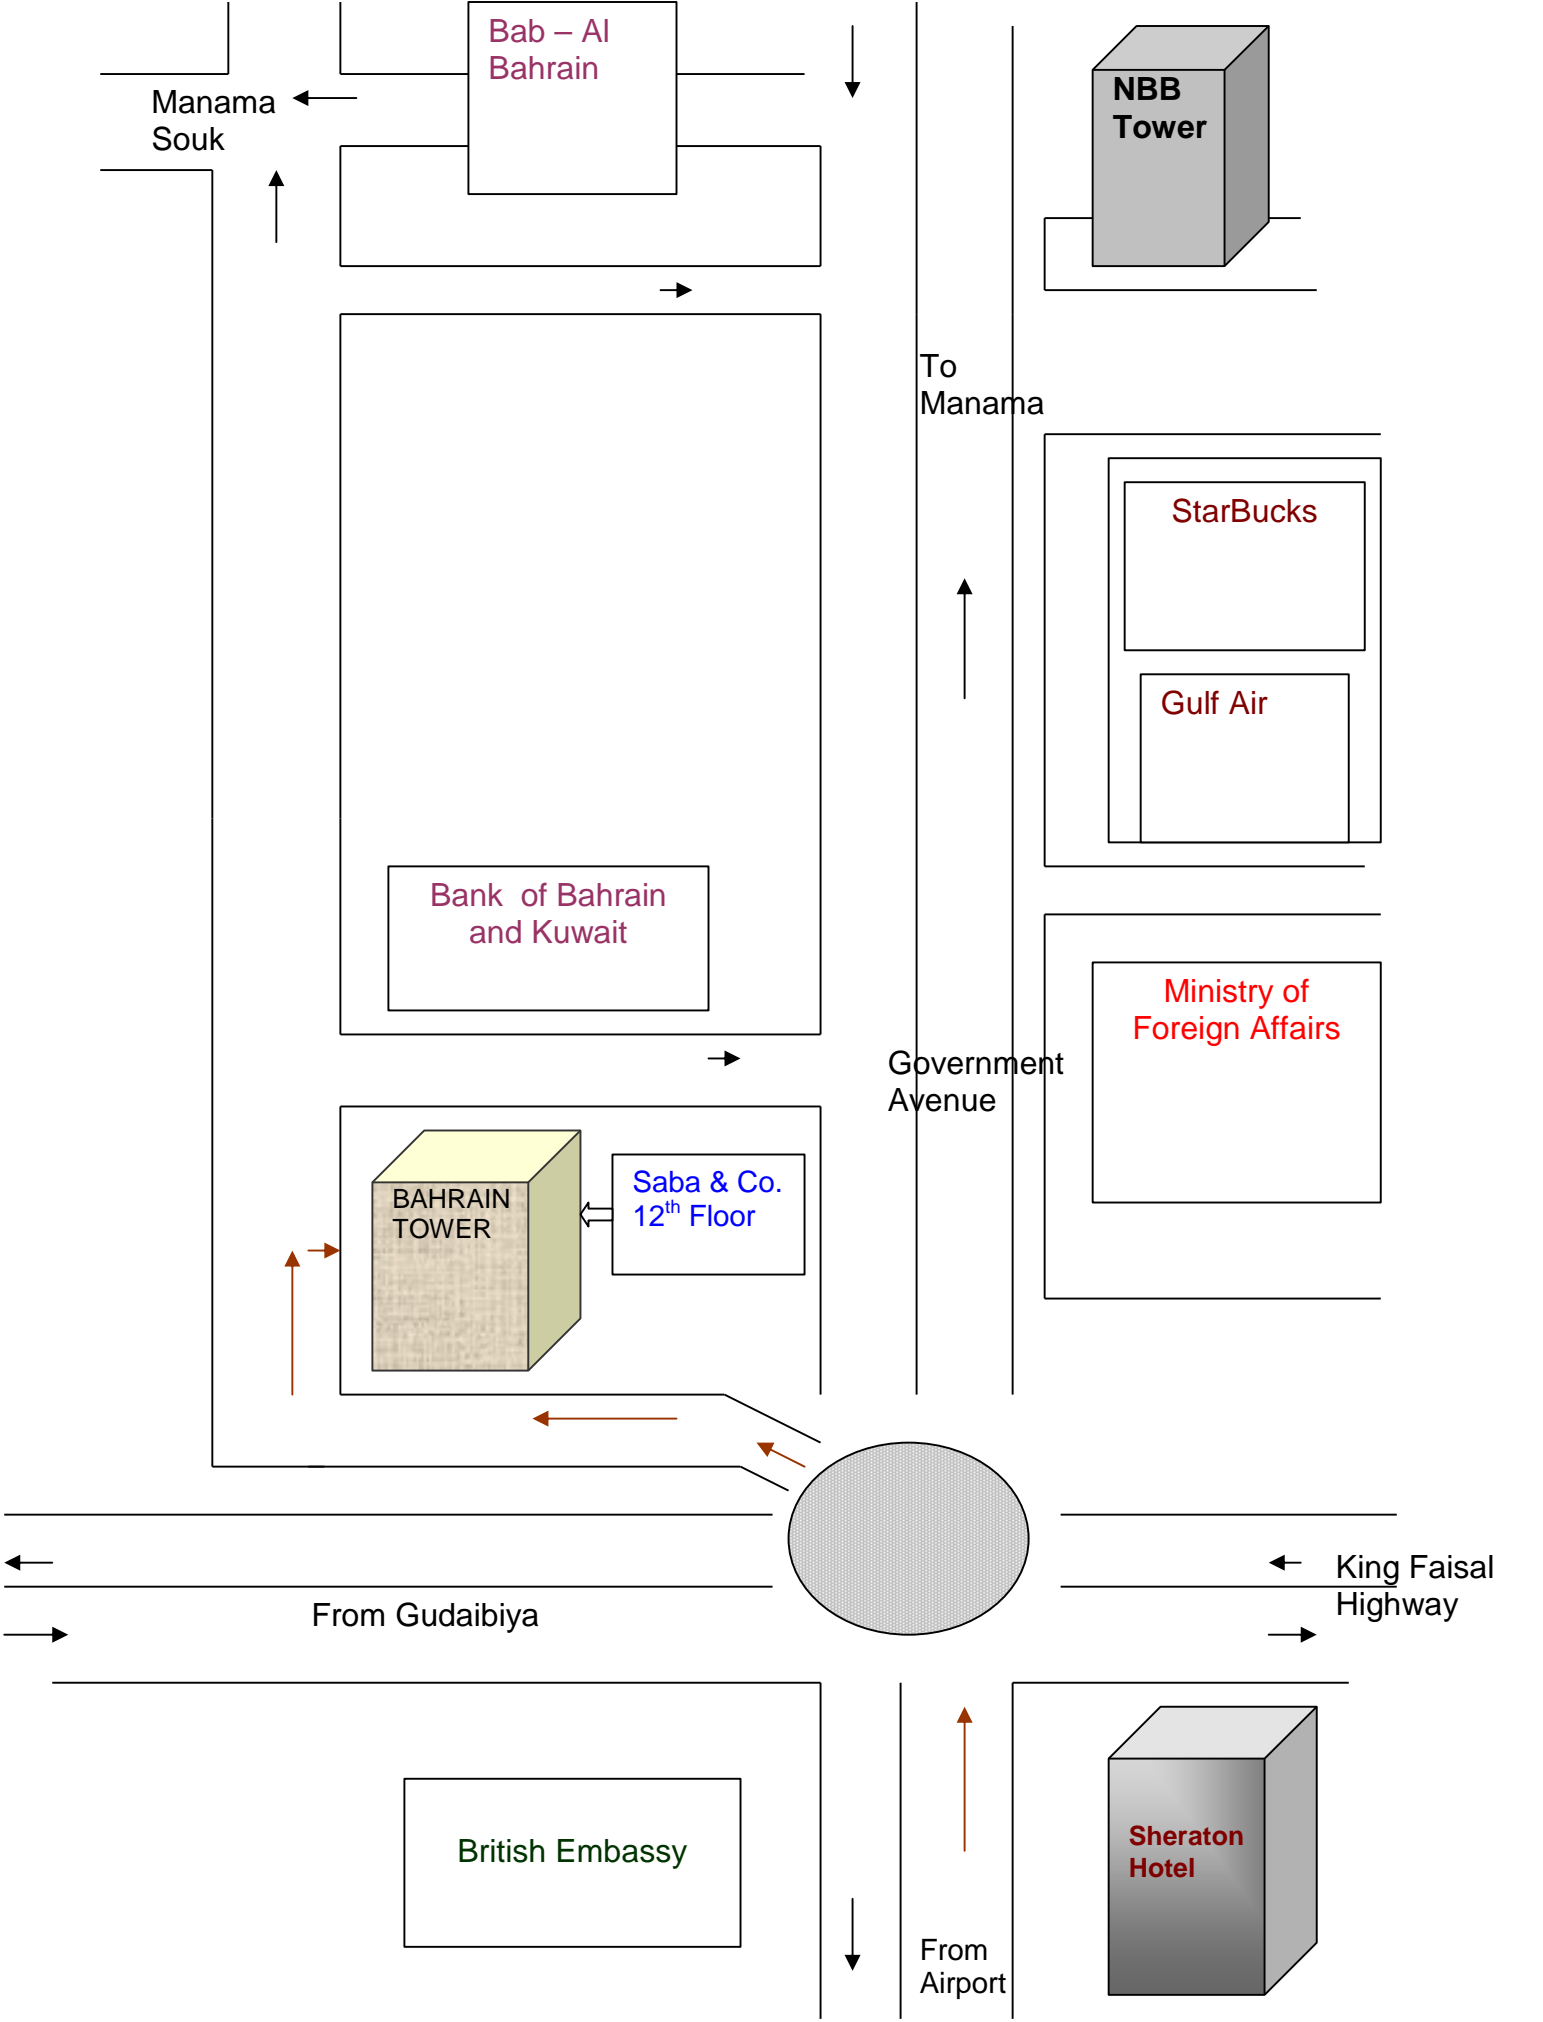 Bab – Al
Bahrain
Manama
Souk
NBB
Tower
To
Manama
StarBucks
Gulf Air
Bank of Bahrain
and Kuwait
Ministry of
Foreign Affairs
Government
Avenue
BAHRAIN
TOWER
Saba & Co.
12th Floor
King Faisal
Highway
From Gudaibiya
British Embassy
Sheraton
Hotel
From
Airport